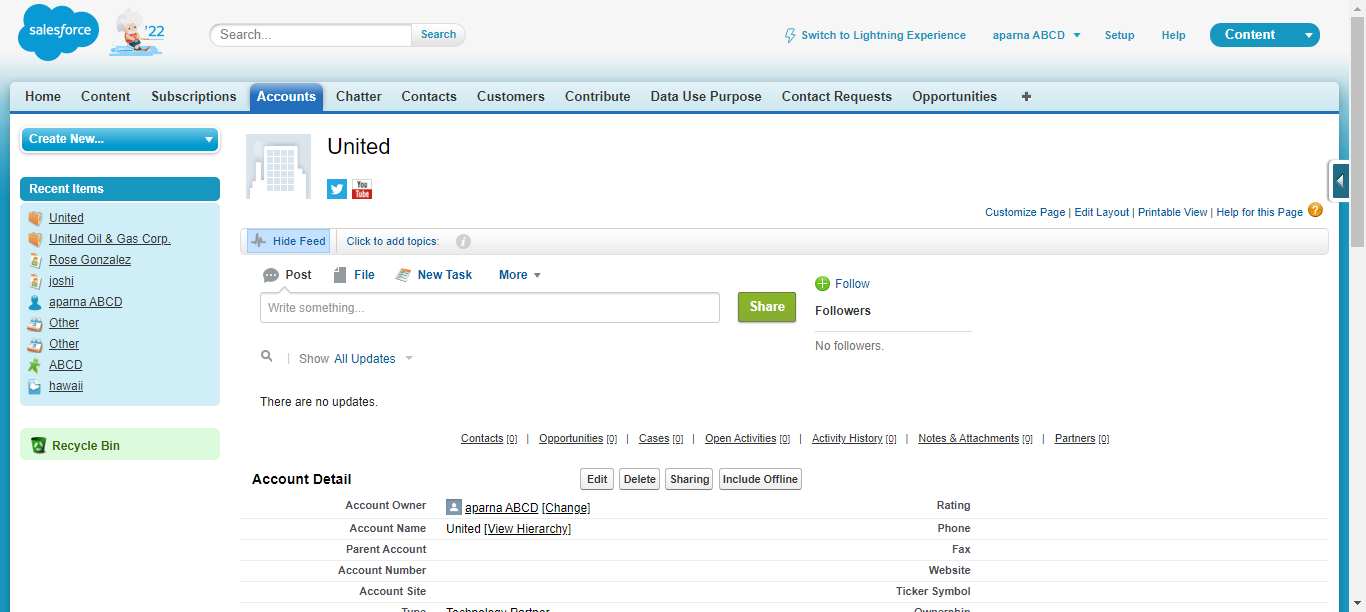 salesforce
'22
Search...
Search
Switch to Lightning Experience
aparna ABCD
Setup
Help
Content
Home Content Subscriptions Accounts Chatter Contacts Customers Contribute Data Use Purpose Contact Requests Opportunities +
Create New...
Recent Items
United
United Oil & Gas Corp.
Rose Gonzalez
joshi
aparna ABCD
Other
Other
ABCD
hawaii
Recycle Bin
United
You
Tube
Customize Page | Edit Layout | Printable View | Help for this Page ?
Hide Feed
Click to add topics: i
Post File New Task More
Write something...
Share
Follow
Followers
No followers.
| Show All Updates
There are no updates.
Contacts [0] | Opportunities [0] | Cases [0] | Open Activities [0] | Activity History [0] | Notes & Attachments [0] | Partners [0]
Account Detail
Edit Delete Sharing Include Offline
Account Owner aparna ABCD [Change] Rating
Account Name United [View Hierarchy] Phone
Parent Account Fax
Account Number Website
Account Site Ticker Symbol
Type Technology Partner Ownership